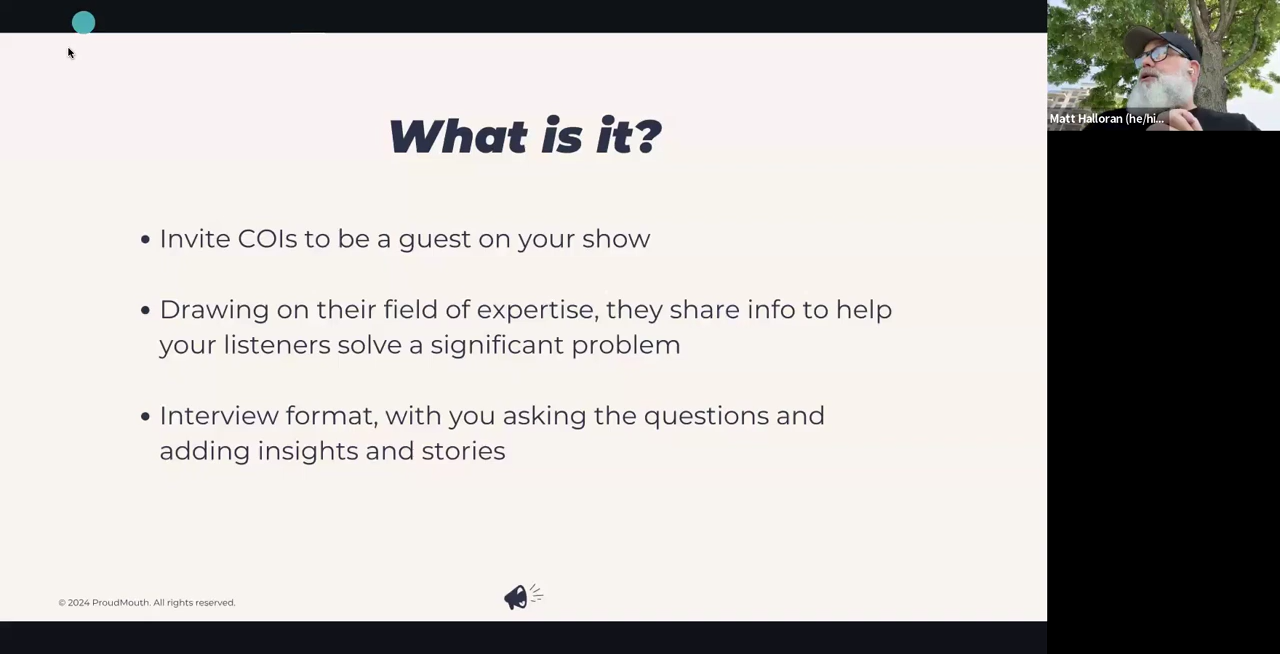 What is it?
• Invite COIs to be a guest on your show
• Drawing on their field of expertise, they share info to help
your listeners solve a significant problem
• Interview format, with you asking the questions and
adding insights and stories
© 2024 ProudMouth. All rights reserved.
Matt Halloran (he/hi...